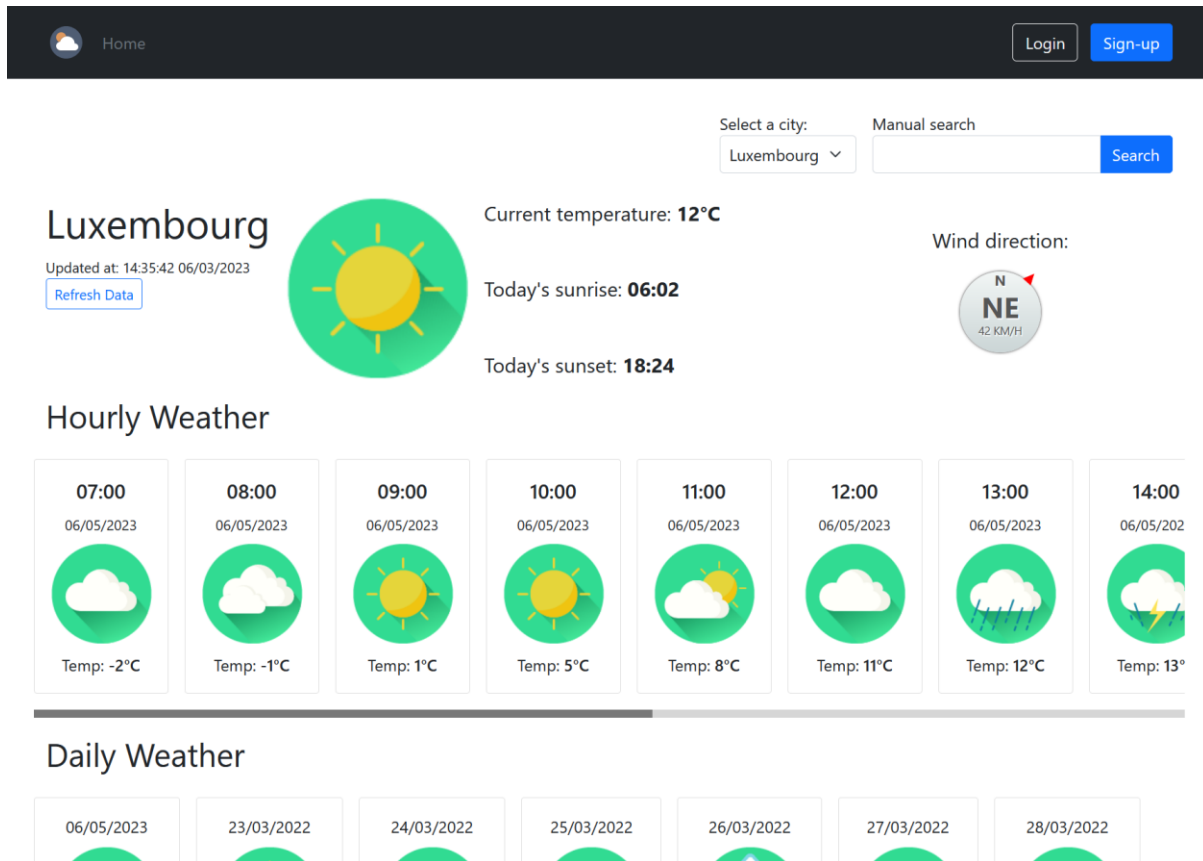 Home
Login
Sign-up
Select a city:
Manual search
Luxembourg
Search
Luxembourg
Updated at: 14:35:42 06/03/2023
Refresh Data
Current temperature: 12°C
Today's sunrise: 06:02
Today's sunset: 18:24
Wind direction:
N
NE
42 KM/H
Hourly Weather
07:00 08:00 09:00 10:00 11:00 12:00 13:00 14:00
06/05/2023 06/05/2023 06/05/2023 06/05/2023 06/05/2023 06/05/2023 06/05/2023 06/05/202
Temp: -2°C Temp: -1°C Temp: 1°C Temp: 5°C Temp: 8°C Temp: 11°C Temp: 12°C Temp: 13°
Daily Weather
06/05/2023 23/03/2022 24/03/2022 25/03/2022 26/03/2022 27/03/2022 28/03/2022